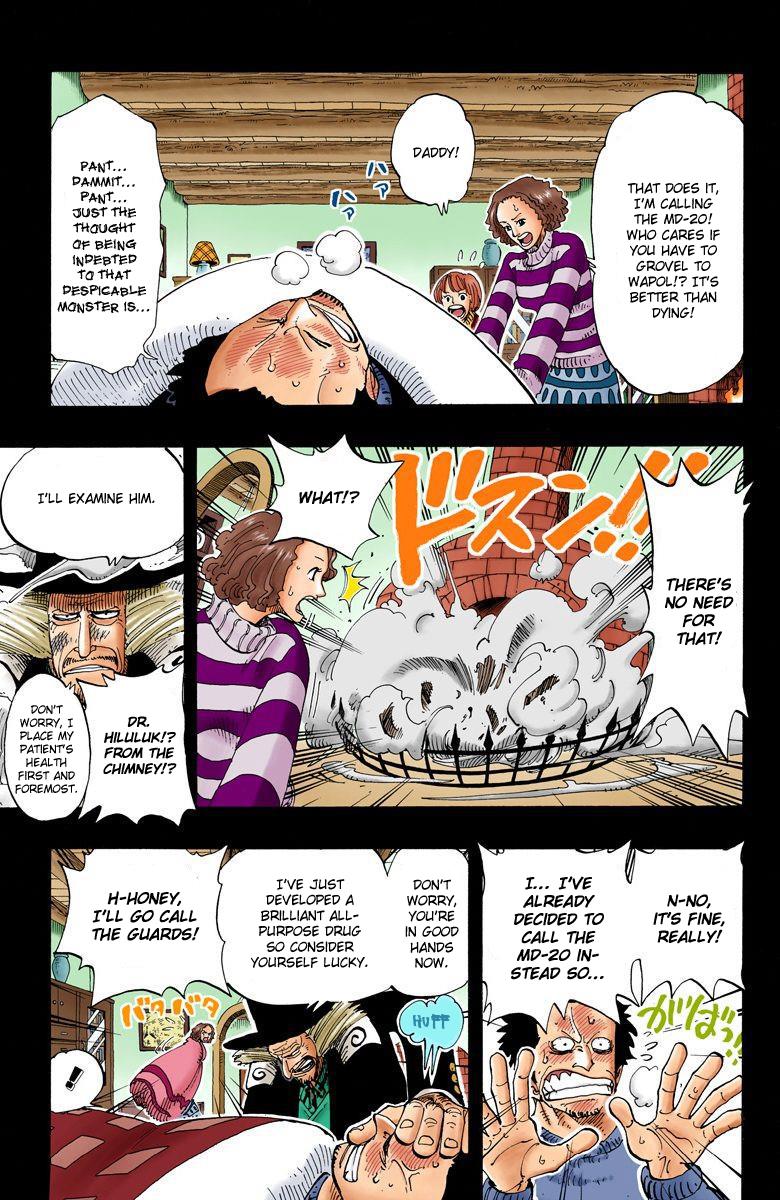 THAT DOES IT,
I'M CALLING
THE MD-20!
WHO CARES IF
YOU HAVE TO
GROVEL TO
WAPOL!? IT'S
BETTER THAN
DYING!
DADDY!
ハァ
ハァ
PANT...
DAMMIT...
PANT...
JUST THE
THOUGHT
OF BEING
INDEBTED
TO THAT
DESPICABLE
MONSTER IS...
THERE'S
NO NEED
FOR
THAT!
ドスン!!
WHAT!?
I'LL EXAMINE HIM.
DR.
HILULUK!?
FROM THE
CHIMNEY!?
DON'T
WORRY, I
PLACE MY
PATIENT'S
HEALTH
FIRST AND
FOREMOST.
N-NO,
IT'S FINE,
REALLY!
I... I'VE
ALREADY
DECIDED TO
CALL THE
MD-20 IN-
STEAD SO...
がばっ!!
DON'T
WORRY,
YOU'RE
IN GOOD
HANDS
NOW.
I'VE JUST
DEVELOPED A
BRILLIANT ALL-
PURPOSE DRUG
SO CONSIDER
YOURSELF LUCKY.
HUFF
H-HONEY,
I'LL GO CALL
THE GUARDS!
バタバタ
!